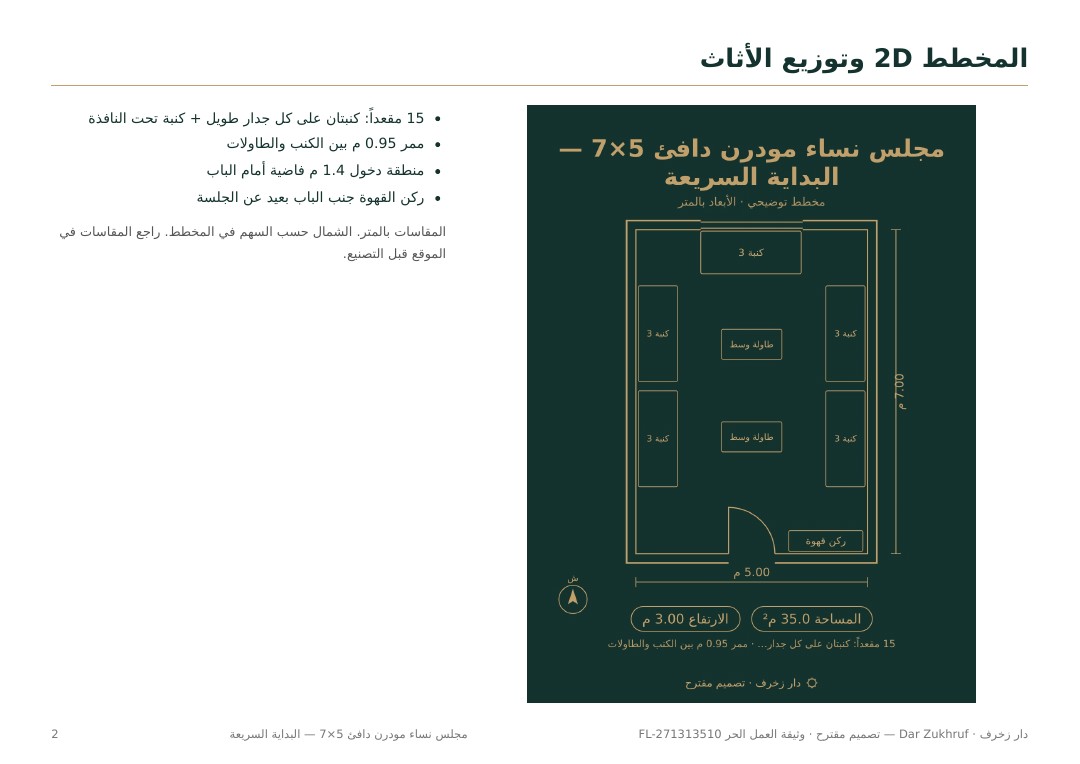 المخطط 2D وتوزيع الأثاث
مجلس نساء مودرن دافئ 5×7 —
البداية السريعة
مخطط توضيحي · الأبعاد بالمتر
كنبة 3
كنبة 3
كنبة 3
طاولة وسط
كنبة 3
كنبة 3
طاولة وسط
7.00 م
ركن قهوة
5.00 م
ش
المساحة 35.0 م²
الارتفاع 3.00 م
15 مقعداً: كنبتان على كل جدار… · ممر 0.95 م بين الكنب والطاولات
دار زخرف · تصميم مقترح
• 15 مقعداً: كنبتان على كل جدار طويل + كنبة تحت النافذة
• ممر 0.95 م بين الكنب والطاولات
• منطقة دخول 1.4 م فاضية أمام الباب
• ركن القهوة جنب الباب بعيد عن الجلسة
المقاسات بالمتر. الشمال حسب السهم في المخطط. راجع المقاسات في
الموقع قبل التصنيع.
دار زخرف · Dar Zukhruf — تصميم مقترح · وثيقة العمل الحر FL-271313510
مجلس نساء مودرن دافئ 5×7 — البداية السريعة
2